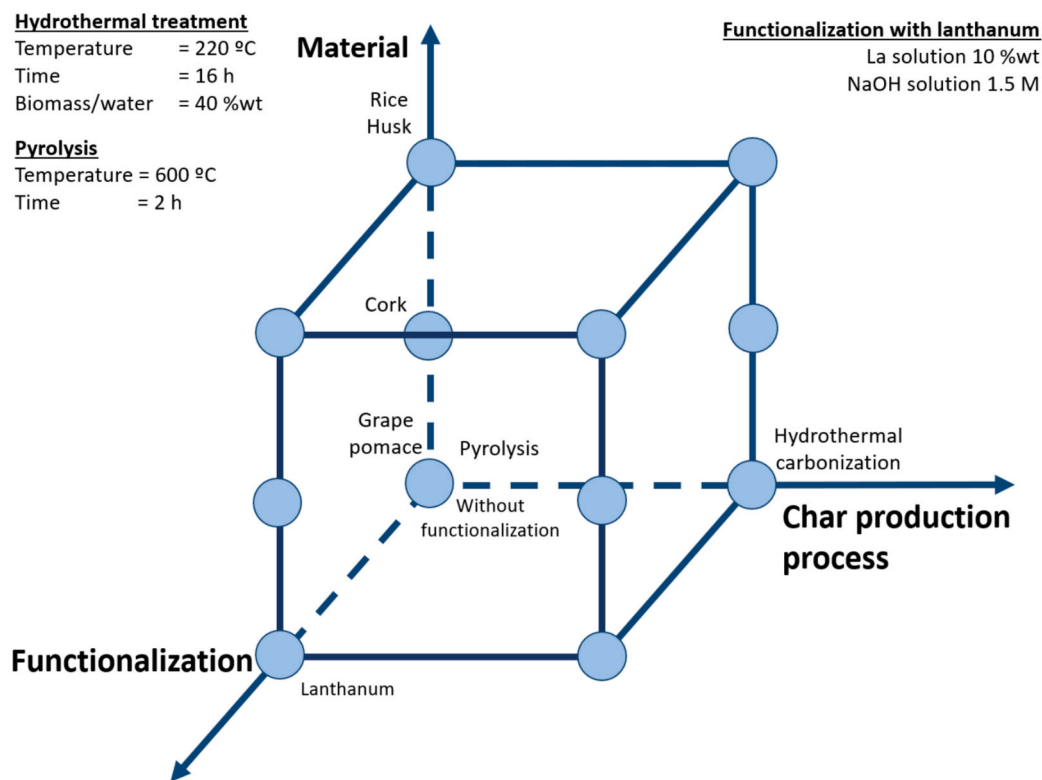 Hydrothermal treatment
Temperature = 220 ºC
Time = 16 h
Biomass/water = 40 %wt
Pyrolysis
Temperature = 600 ºC
Time = 2 h
Functionalization with lanthanum
La solution 10 %wt
NaOH solution 1.5 M
Material
Rice
Husk
Cork
Grape
pomace
Pyrolysis
Without
functionalization
Hydrothermal
carbonization
Char production
process
Functionalization
Lanthanum